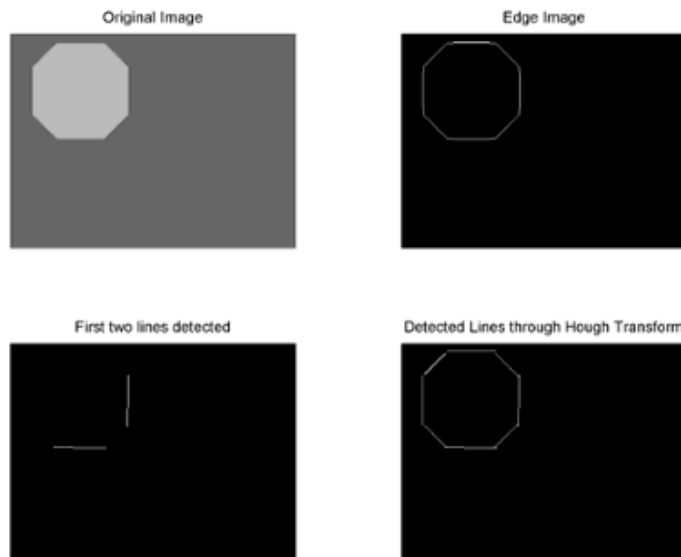 Original Image
Edge Image
First two lines detected
Detected Lines through Hough Transform